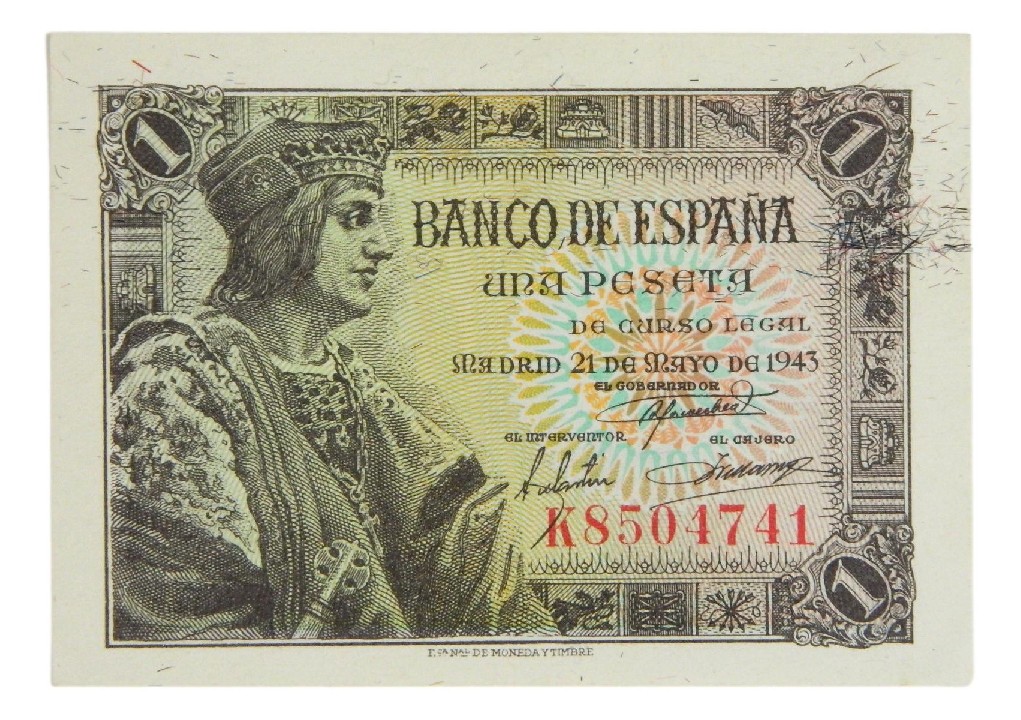 1 1
BANCO DE ESPAÑA
UNA PESETA
DE CURSO LEGAL
MADRID 21 DE MAYO DE 1943
EL GOBERNADOR
EL INTERVENTOR EL CAJERO
K8504741
1
F.CA NAL. DE MONEDA Y TIMBRE